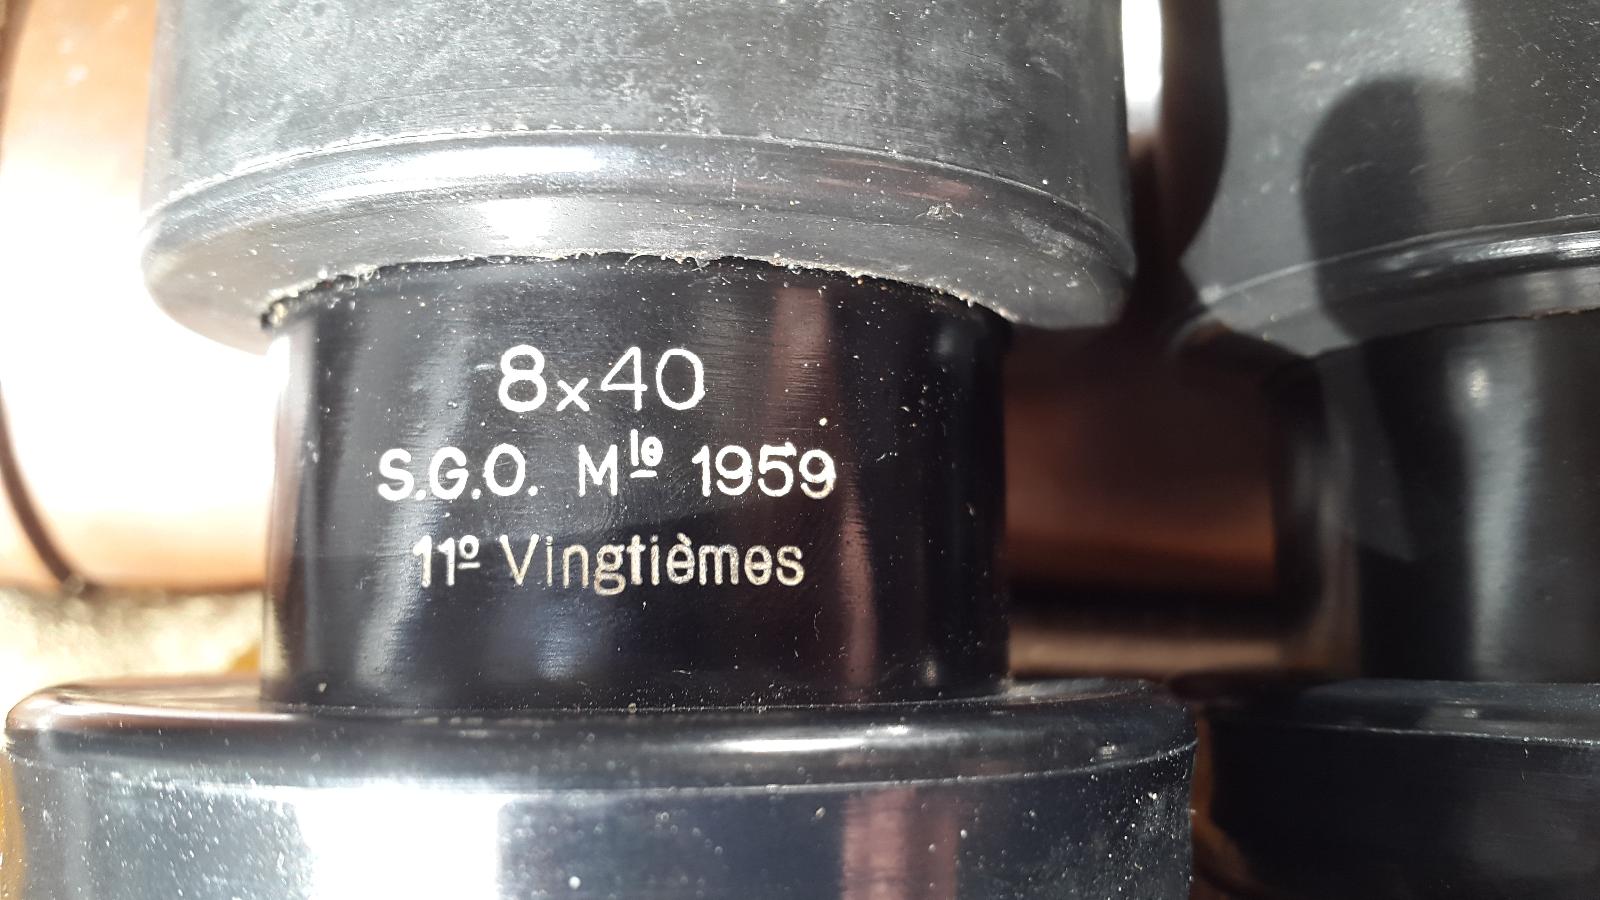 8x40
S.G.O. Mle 1959
11º Vingtièmes